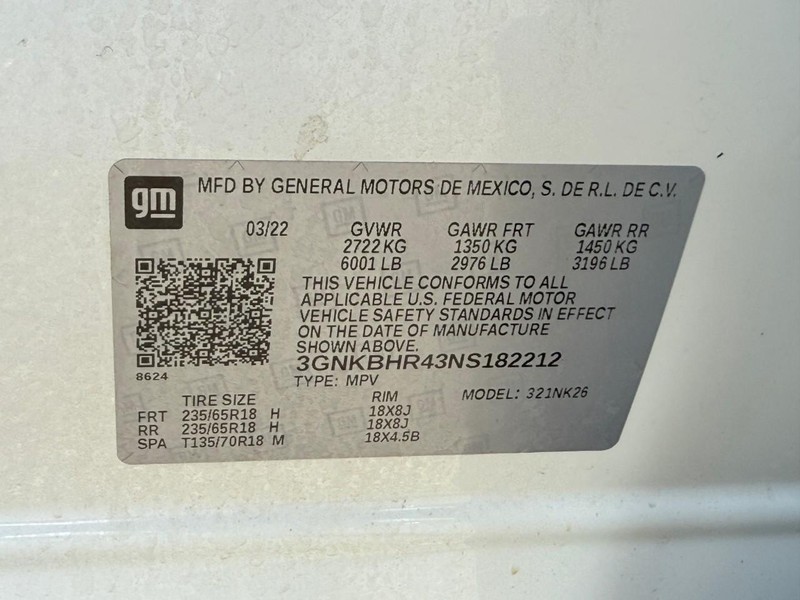 gm
MFD BY GENERAL MOTORS DE MEXICO, S. DE R.L. DE C.V.
03/22 GVWR GAWR FRT GAWR RR
2722 KG 1350 KG 1450 KG
6001 LB 2976 LB 3196 LB
THIS VEHICLE CONFORMS TO ALL
APPLICABLE U.S. FEDERAL MOTOR
VEHICLE SAFETY STANDARDS IN EFFECT
ON THE DATE OF MANUFACTURE
SHOWN ABOVE.
3GNKBHR43NS182212
8624
TYPE: MPV
TIRE SIZE RIM MODEL: 321NK26
FRT 235/65R18 H 18X8J
RR 235/65R18 H 18X8J
SPA T135/70R18 M 18X4.5B